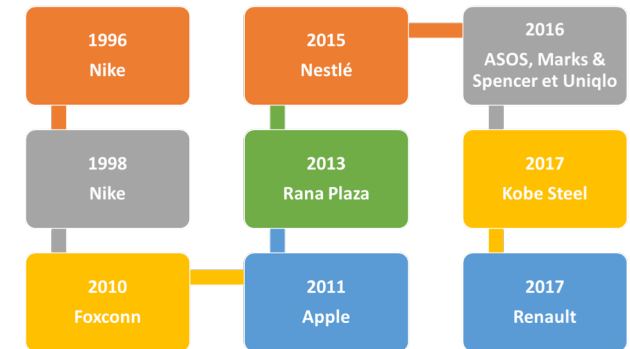 1996
Nike
1998
Nike
2010
Foxconn
2011
Apple
2013
Rana Plaza
2015
Nestlé
2016
ASOS, Marks &
Spencer et Uniqlo
2017
Kobe Steel
2017
Renault